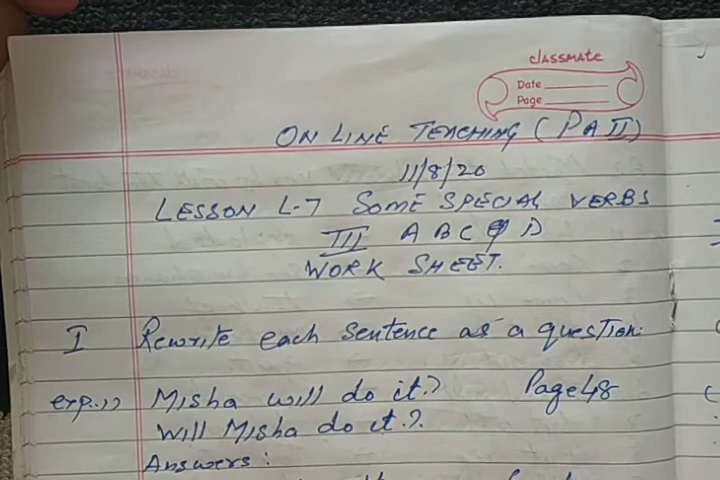 classmate
Date
Page
ON LINE TEACHING (PA II)
11/8/20
LESSON L-7 SOME SPECIAL VERBS
III A B C & D
WORK SHEET.
I Rewrite each sentence as a question.
exp..1) Misha will do it.? Page 48
Will Misha do it.?
Answers: